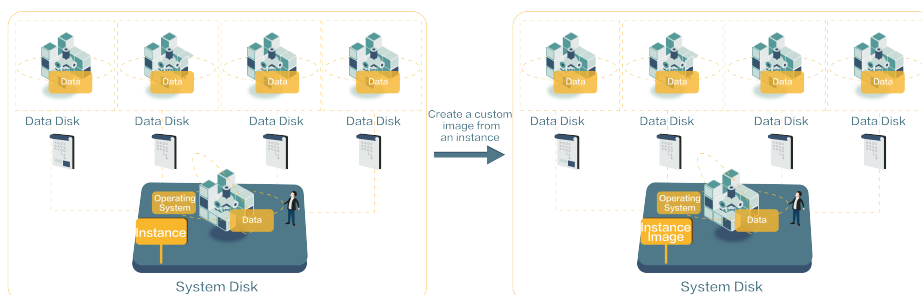 Data
Data
Data
Data
Data Disk
Data Disk
Data Disk
Data Disk
Operating
System
Data
Instance
System Disk
Create a custom
image from
an instance
Data
Data
Data
Data
Data Disk
Data Disk
Data Disk
Data Disk
Operating
System
Data
Instance
Image
System Disk